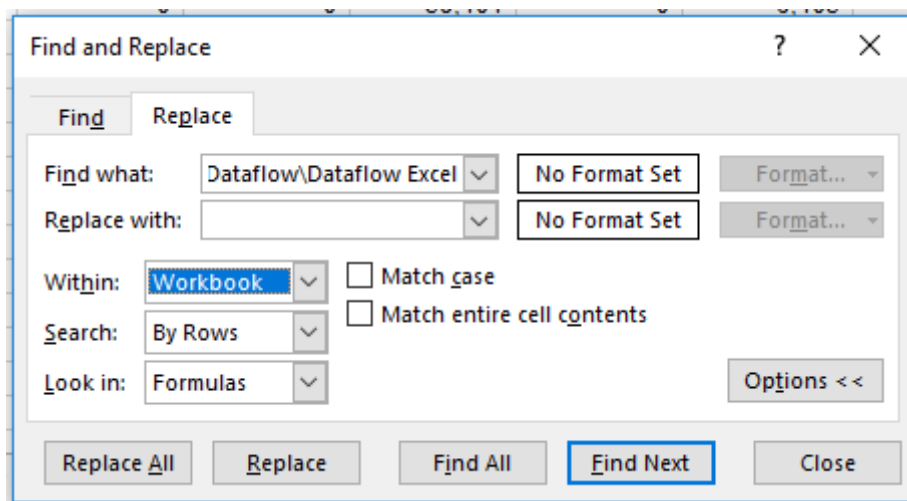 Find and Replace ?
Find Replace
Find what: Dataflow\Dataflow Excel No Format Set Format...
Replace with: No Format Set Format...
Within: Workbook Match case
Match entire cell contents
Search: By Rows
Look in: Formulas
Options <<
Replace All Replace Find All Find Next Close